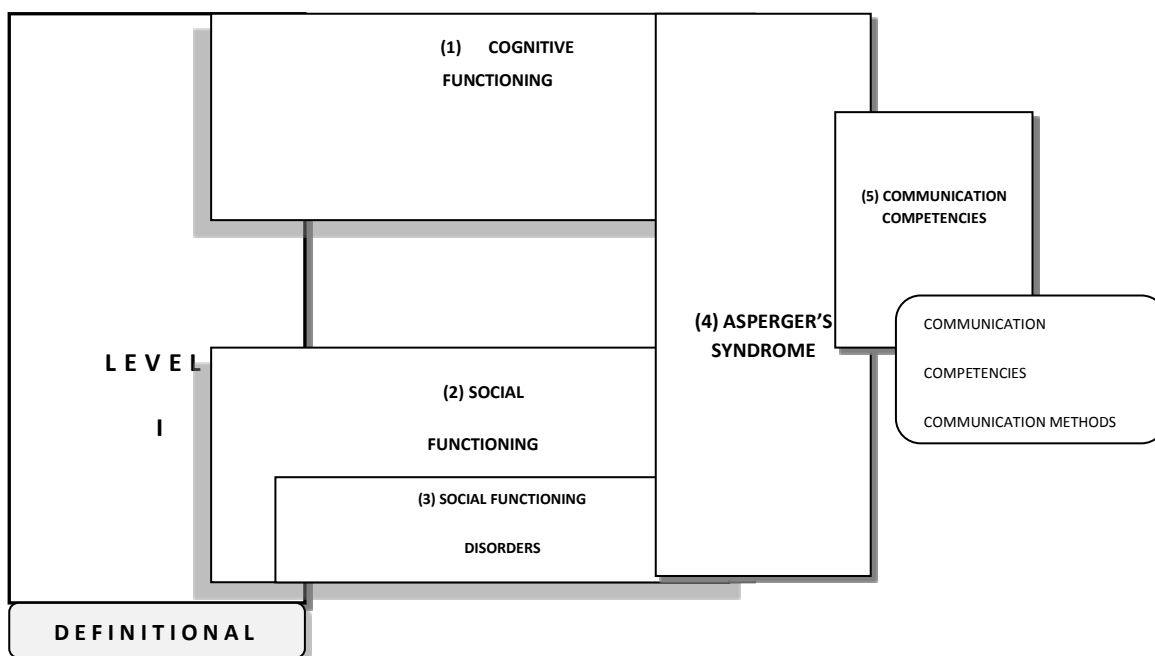 (1) COGNITIVE
FUNCTIONING
(5) COMMUNICATION
COMPETENCIES
(4) ASPERGER’S
SYNDROME
COMMUNICATION
COMPETENCIES
COMMUNICATION METHODS
L E V E L
I
(2) SOCIAL
FUNCTIONING
(3) SOCIAL FUNCTIONING
DISORDERS
D E F I N I T I O N A L